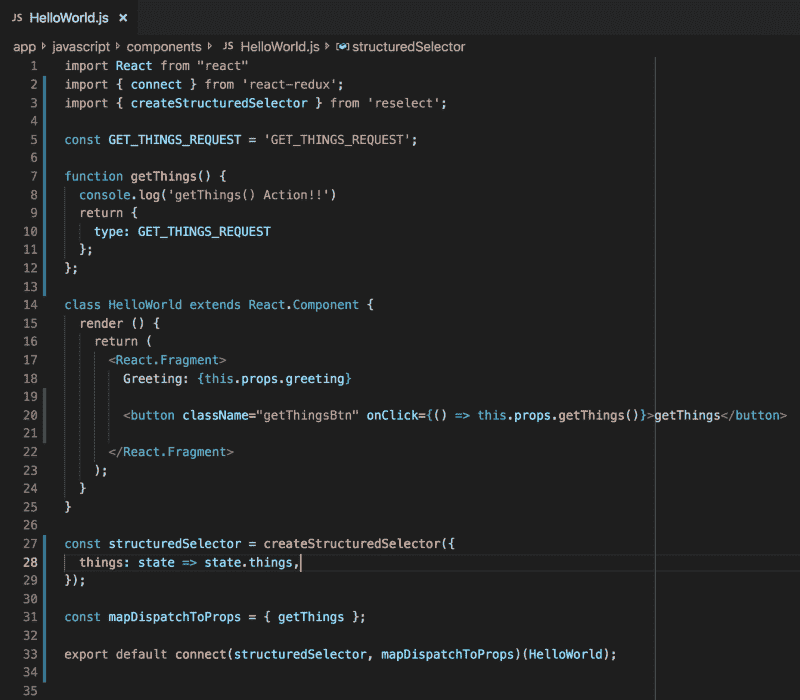 JS HelloWorld.js ×
app › javascript › components › JS HelloWorld.js › structuredSelector
1 import React from "react"
2 import { connect } from 'react-redux';
3 import { createStructuredSelector } from 'reselect';
4
5 const GET_THINGS_REQUEST = 'GET_THINGS_REQUEST';
6
7 function getThings() {
8   console.log('getThings() Action!!')
9   return {
10     type: GET_THINGS_REQUEST
11   };
12 };
13
14 class HelloWorld extends React.Component {
15   render () {
16     return (
17       <React.Fragment>
18         Greeting: {this.props.greeting}
19
20         <button className="getThingsBtn" onClick={() => this.props.getThings()}>getThings</button>
21
22       </React.Fragment>
23     );
24   }
25 }
26
27 const structuredSelector = createStructuredSelector({
28   things: state => state.things,
29 });
30
31 const mapDispatchToProps = { getThings };
32
33 export default connect(structuredSelector, mapDispatchToProps)(HelloWorld);
34
35